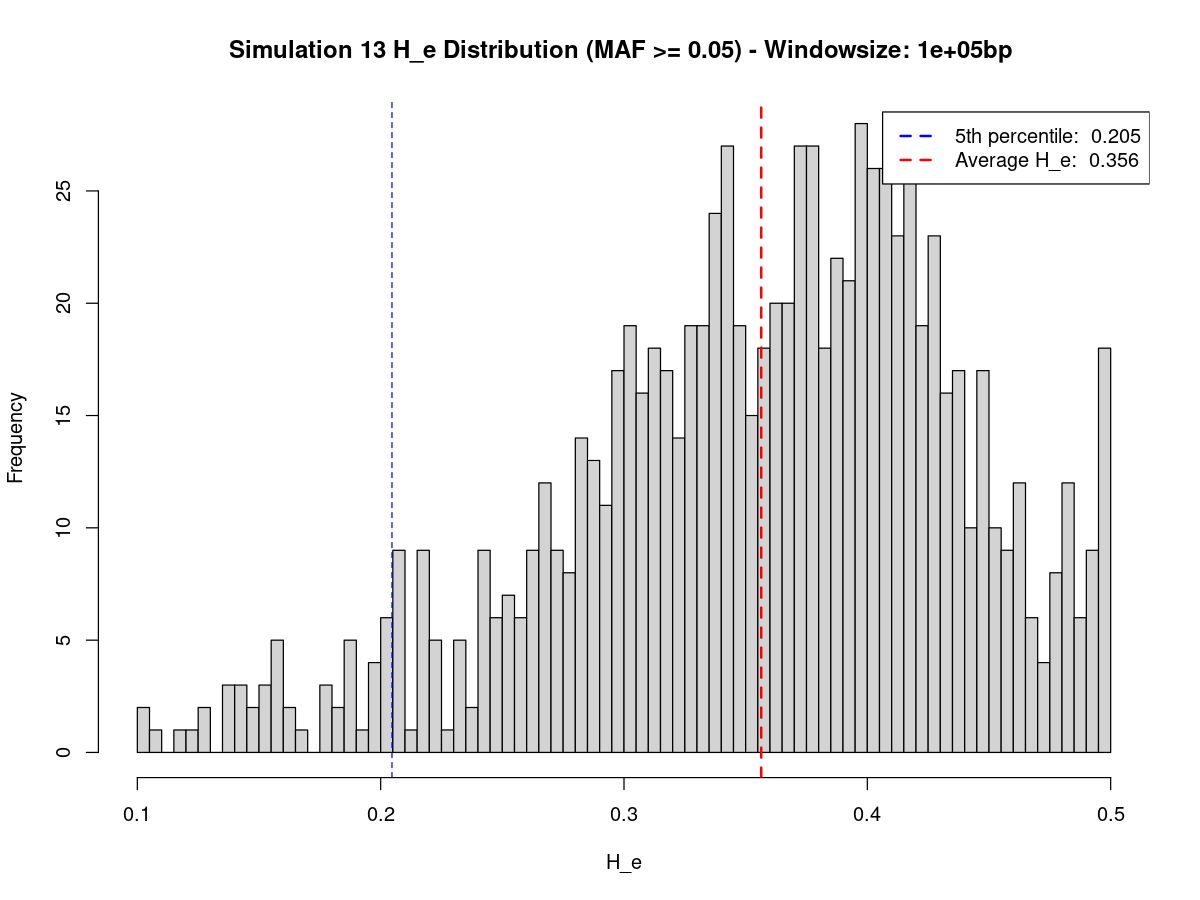 Simulation 13 H_e Distribution (MAF >= 0.05) - Windowsize: 1e+05bp
5th percentile: 0.205
Average H_e: 0.356
Frequency
25
20
15
10
5
0
0.1 0.2 0.3 0.4 0.5
H_e